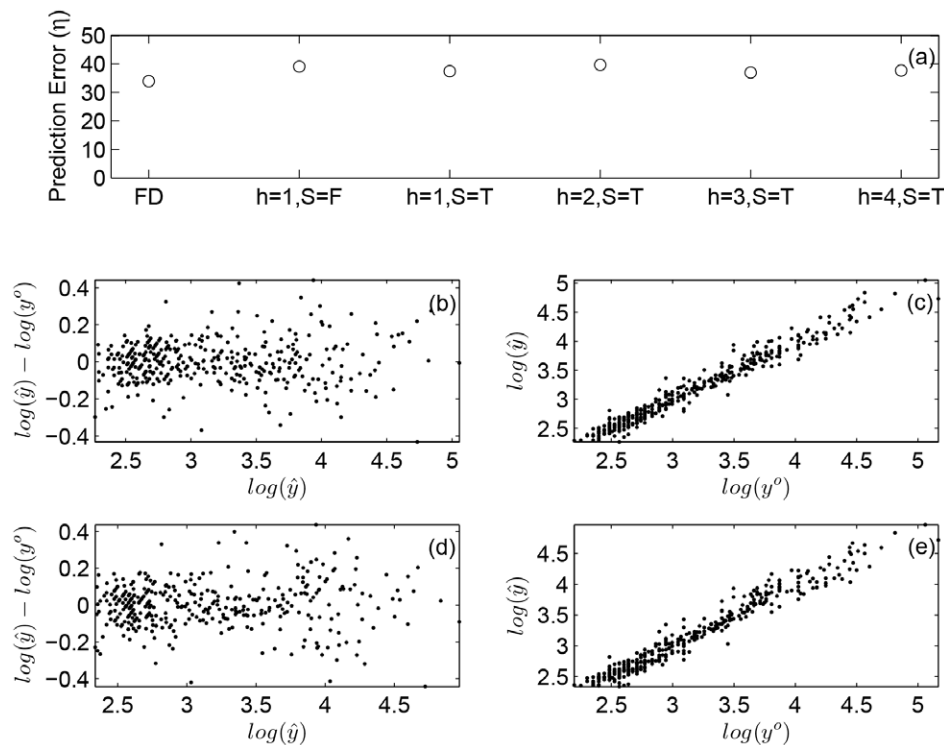 Prediction Error (η)
50
40
30
20
10
0
(a)
FD h=1,S=F h=1,S=T h=2,S=T h=3,S=T h=4,S=T
log(ŷ) − log(yᵒ)
0.4
0.2
0
−0.2
−0.4
(b)
2.5 3 3.5 4 4.5 5
log(ŷ)
log(ŷ)
5
4.5
4
3.5
3
2.5
(c)
2.5 3 3.5 4 4.5 5
log(yᵒ)
log(ŷ) − log(yᵒ)
0.4
0.2
0
−0.2
−0.4
(d)
2.5 3 3.5 4 4.5
log(ŷ)
log(ŷ)
4.5
4
3.5
3
2.5
(e)
2.5 3 3.5 4 4.5 5
log(yᵒ)